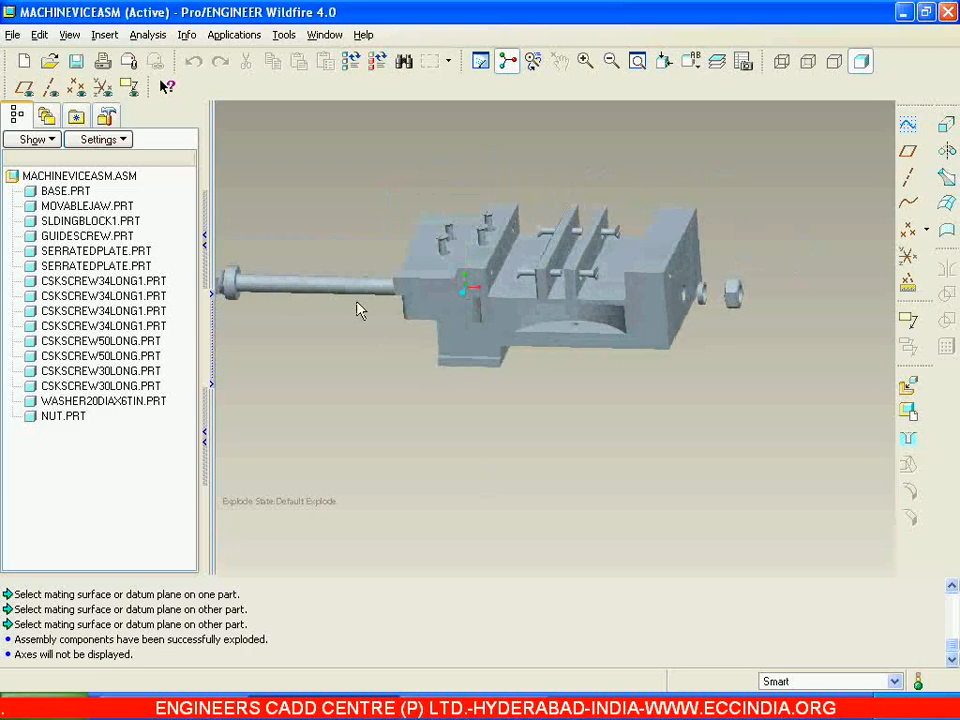 MACHINEVICEASM (Active) - Pro/ENGINEER Wildfire 4.0
File Edit View Insert Analysis Info Applications Tools Window Help
Show Settings
MACHINEVICEASM.ASM
BASE.PRT
MOVABLEJAW.PRT
SLDINGBLOCK1.PRT
GUIDESCREW.PRT
SERRATEDPLATE.PRT
SERRATEDPLATE.PRT
CSKSCREW34LONG1.PRT
CSKSCREW34LONG1.PRT
CSKSCREW34LONG1.PRT
CSKSCREW34LONG1.PRT
CSKSCREW50LONG.PRT
CSKSCREW50LONG.PRT
CSKSCREW30LONG.PRT
CSKSCREW30LONG.PRT
WASHER20DIAX6TIN.PRT
NUT.PRT
Explode State:Default Explode
Select mating surface or datum plane on one part.
Select mating surface or datum plane on other part.
Select mating surface or datum plane on other part.
Assembly components have been successfully exploded.
Axes will not be displayed.
Smart
. ENGINEERS CADD CENTRE (P) LTD.-HYDERABAD-INDIA-WWW.ECCINDIA.ORG